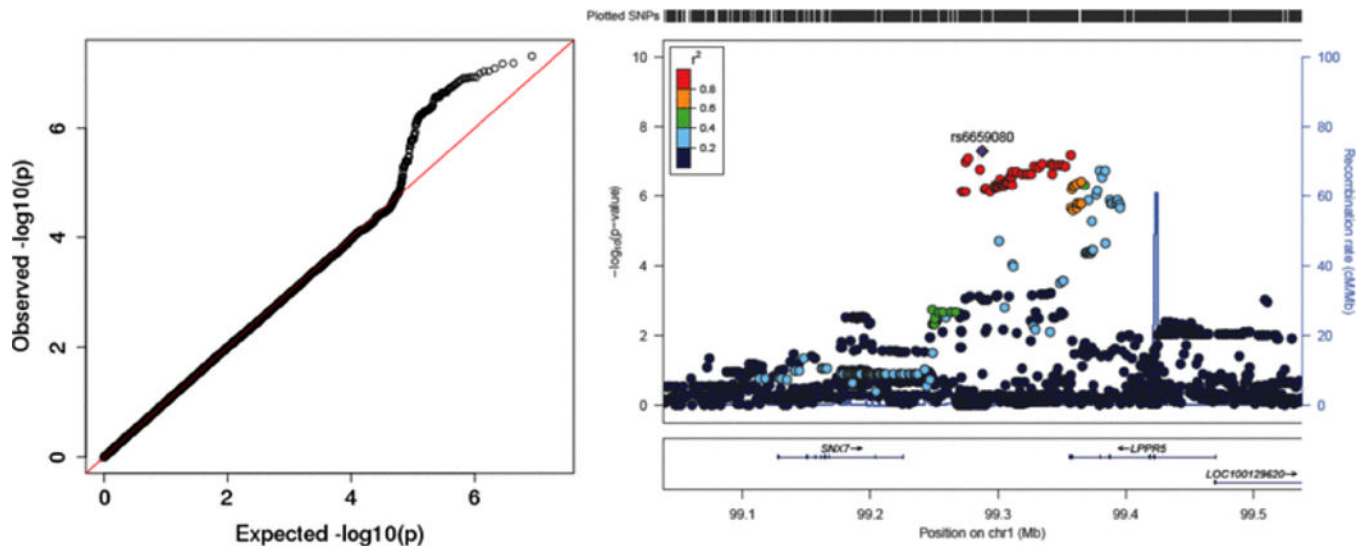 Observed -log10(p)
6
4
2
0
0 2 4 6
Expected -log10(p)
Plotted SNPs
r²
0.8
0.6
0.4
0.2
rs6659080
−log₁₀(p−value)
10
8
6
4
2
0
100
80
60
40
20
0
Recombination rate (cM/Mb)
SNX7→
←LPPR5
LOC100129620→
99.1 99.2 99.3 99.4 99.5
Position on chr1 (Mb)